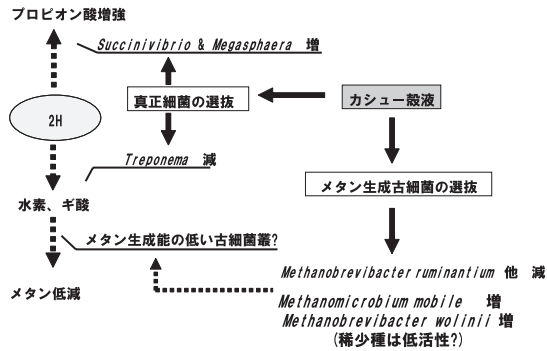 プロピオン酸増強
Succinivibrio & Megasphaera 増
真正細菌の選抜
カシュー殻液
2H
Treponema 減
メタン生成古細菌の選抜
水素、ギ酸
メタン生成能の低い古細菌叢?
Methanobrevibacter ruminantium 他 減
メタン低減
Methanomicrobium mobile 増
Methanobrevibacter wolinii 増
(稀少種は低活性?)